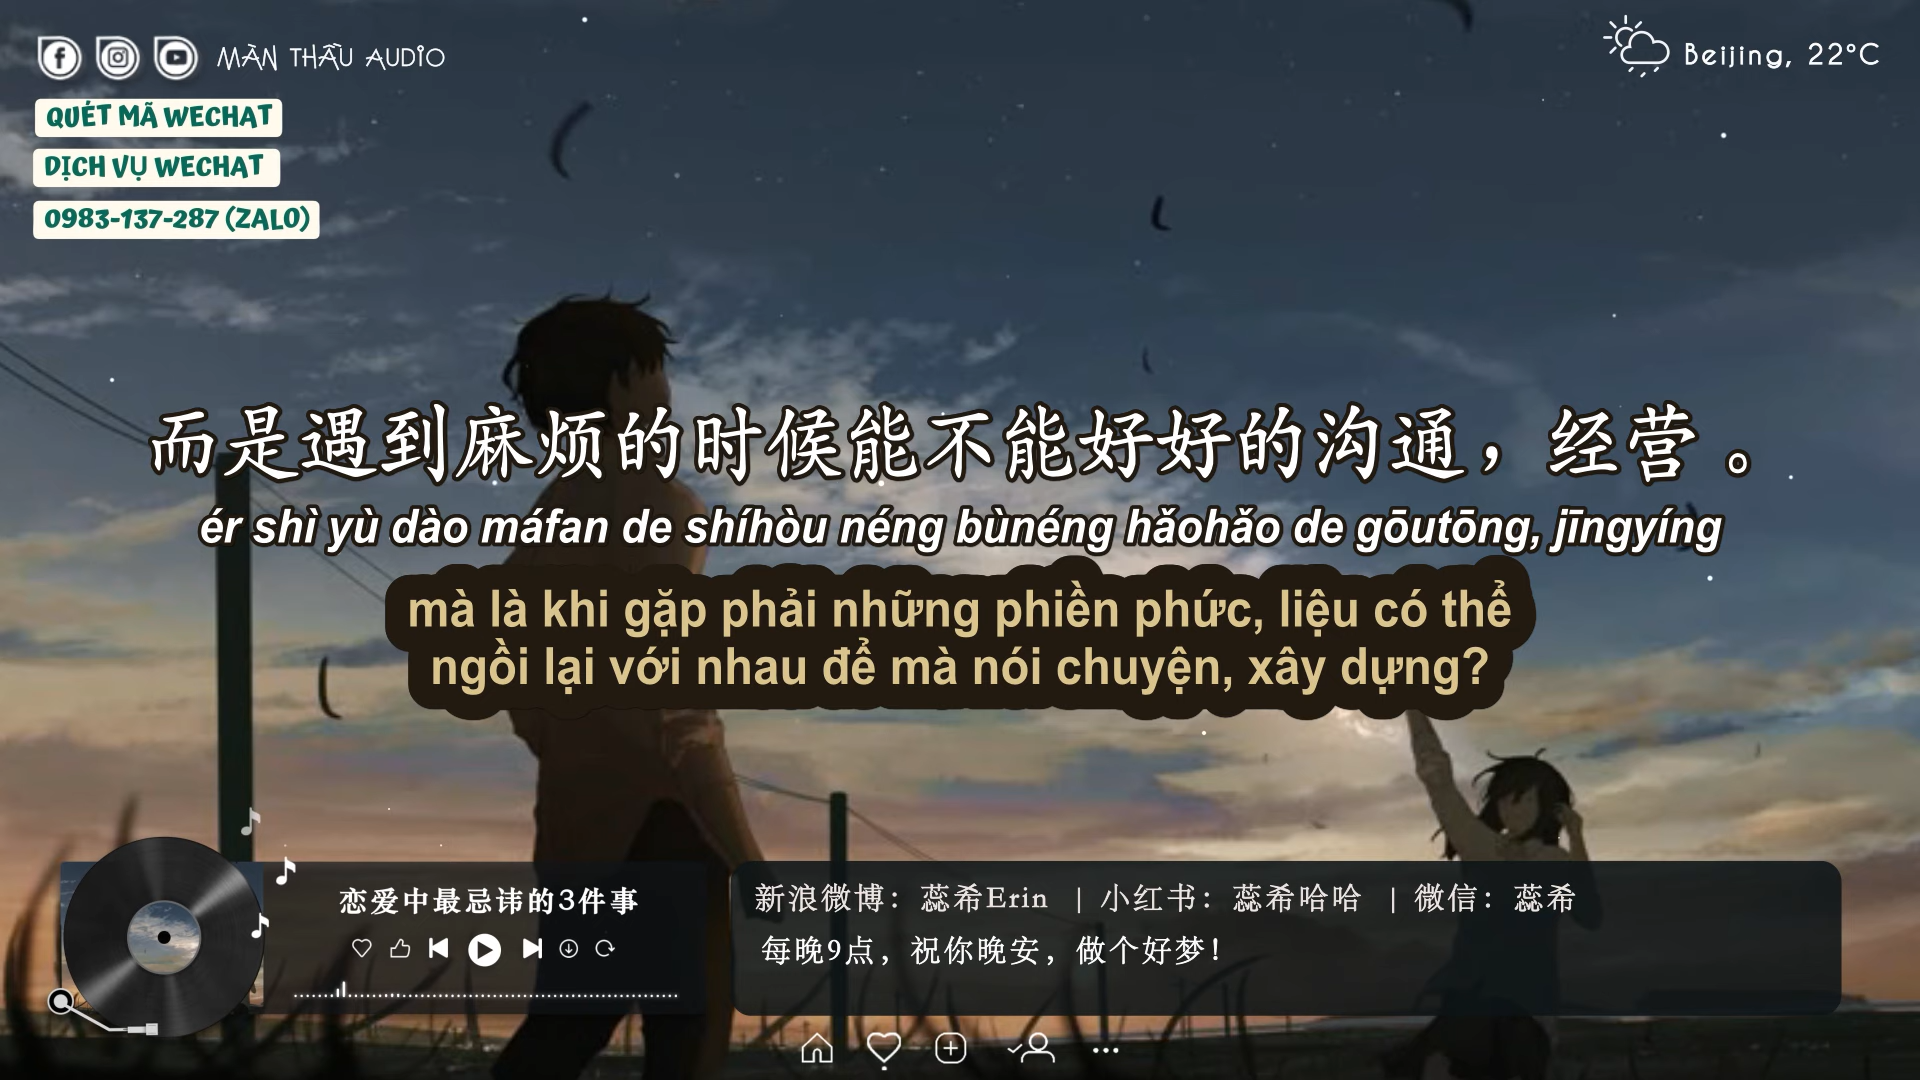 MÀN THẦU AUDIO
Beijing, 22°C
QUÉT MÃ WECHAT
DỊCH VỤ WECHAT
0983-137-287 (ZALO)
而是遇到麻烦的时候能不能好好的沟通，经营。
ér shì yù dào máfan de shíhòu néng bùnéng hǎohǎo de gōutōng, jīngyíng
mà là khi gặp phải những phiền phức, liệu có thể
ngồi lại với nhau để mà nói chuyện, xây dựng?
恋爱中最忌讳的3件事
新浪微博：蕊希Erin | 小红书：蕊希哈哈 | 微信：蕊希
每晚9点，祝你晚安，做个好梦！